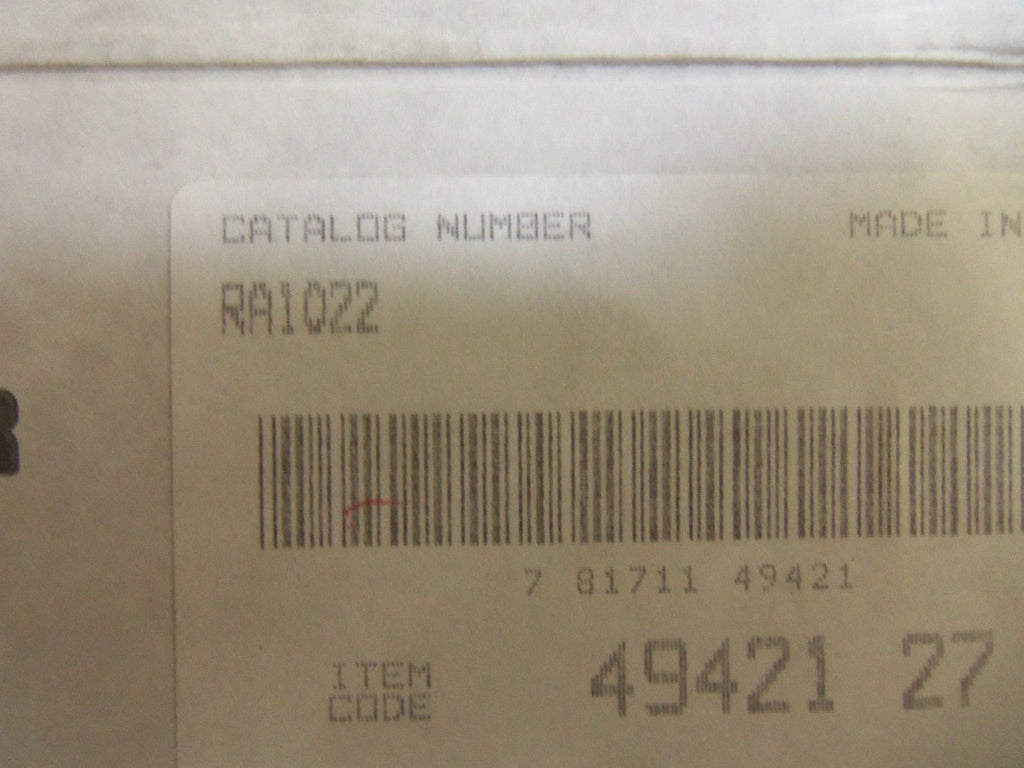 CATALOG NUMBER MADE IN
RA1022
7 81711 49421
ITEM CODE 49421 27